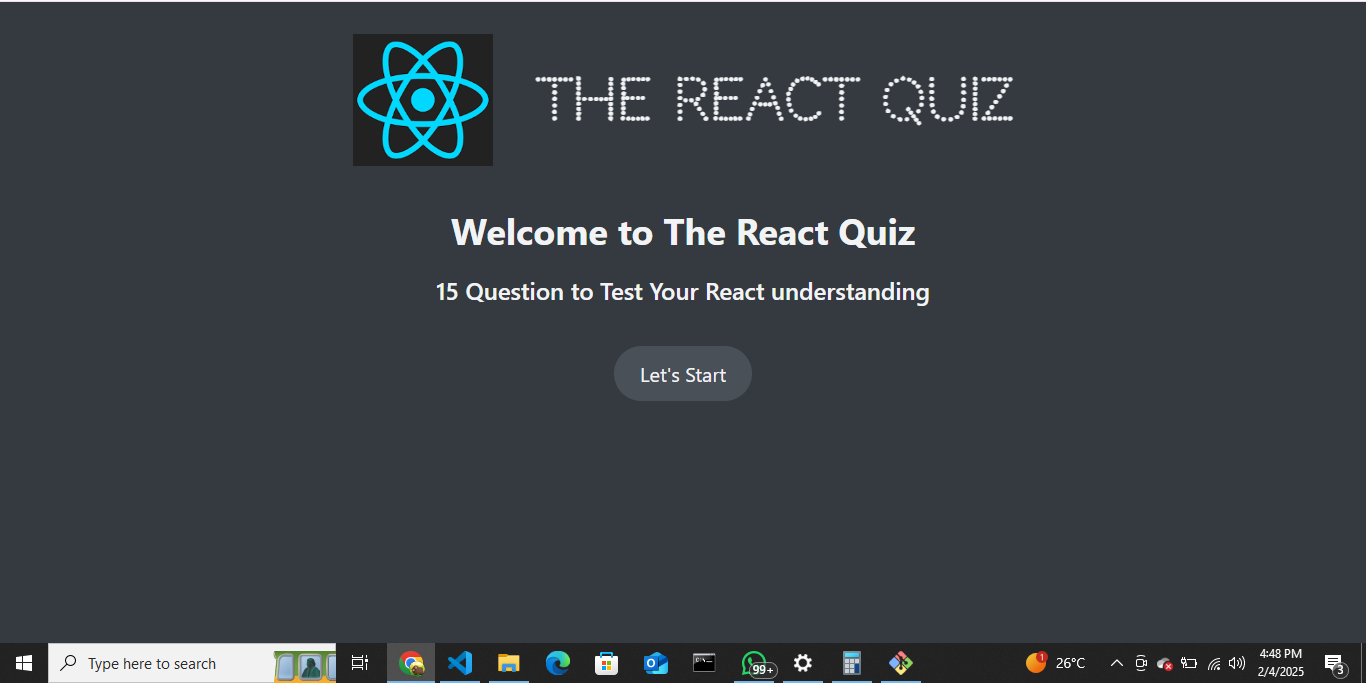 THE REACT QUIZ
Welcome to The React Quiz
15 Question to Test Your React understanding
Let's Start
Type here to search
99+
1
26°C
4:48 PM
2/4/2025
3